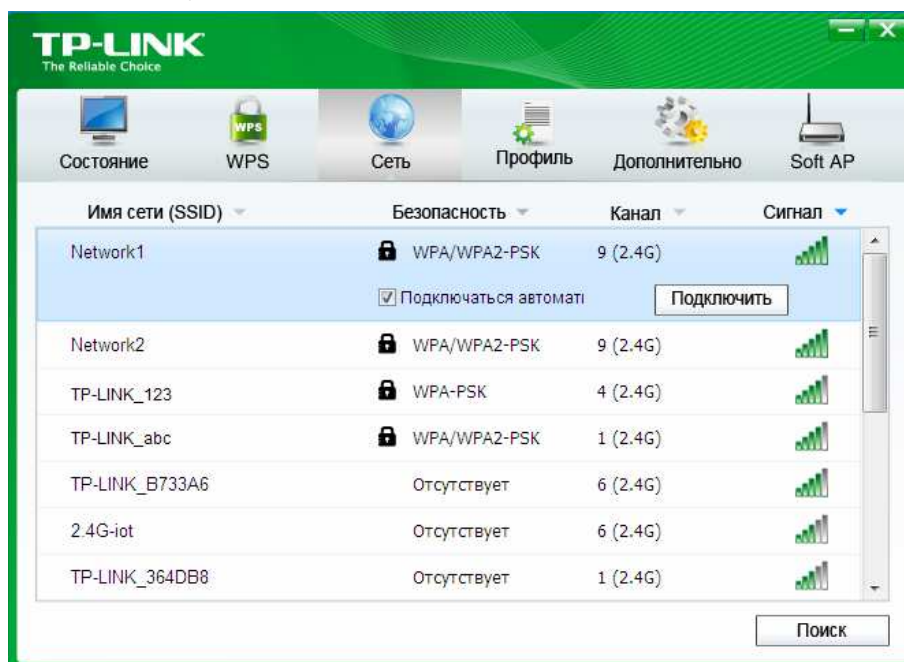 TP-LINK
The Reliable Choice
Состояние WPS Сеть Профиль Дополнительно Soft AP
WPS
Имя сети (SSID) Безопасность Канал Сигнал
Network1 WPA/WPA2-PSK 9 (2.4G)
Подключаться автомати Подключить
Network2 WPA/WPA2-PSK 9 (2.4G)
TP-LINK_123 WPA-PSK 4 (2.4G)
TP-LINK_abc WPA/WPA2-PSK 1 (2.4G)
TP-LINK_B733A6 Отсутствует 6 (2.4G)
2.4G-iot Отсутствует 6 (2.4G)
TP-LINK_364DB8 Отсутствует 1 (2.4G)
Поиск